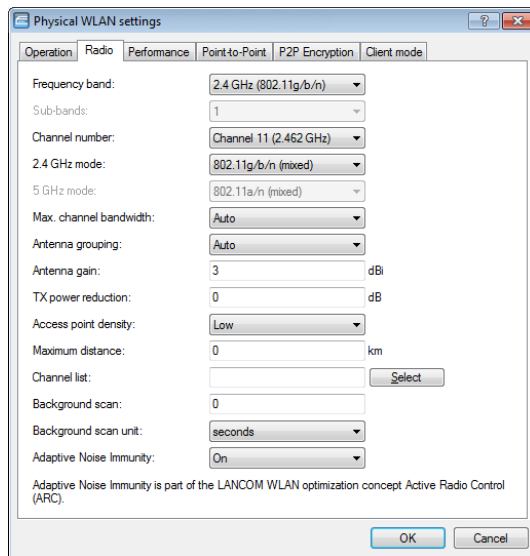 Physical WLAN settings
Operation Radio Performance Point-to-Point P2P Encryption Client mode
Frequency band: 2.4 GHz (802.11g/b/n)
Sub-bands: 1
Channel number: Channel 11 (2.462 GHz)
2.4 GHz mode: 802.11g/b/n (mixed)
5 GHz mode: 802.11a/n (mixed)
Max. channel bandwidth: Auto
Antenna grouping: Auto
Antenna gain: 3 dBi
TX power reduction: 0 dB
Access point density: Low
Maximum distance: 0 km
Channel list: Select
Background scan: 0
Background scan unit: seconds
Adaptive Noise Immunity: On
Adaptive Noise Immunity is part of the LANCOM WLAN optimization concept Active Radio Control
(ARC).
OK Cancel